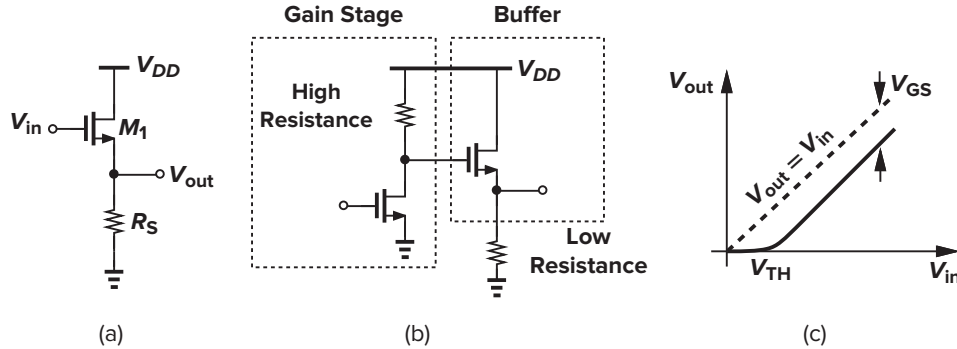 V_DD
V_in
M_1
V_out
R_S
(a)
Gain Stage
Buffer
V_DD
High
Resistance
Low
Resistance
(b)
V_out
V_GS
V_out = V_in
V_TH
V_in
(c)